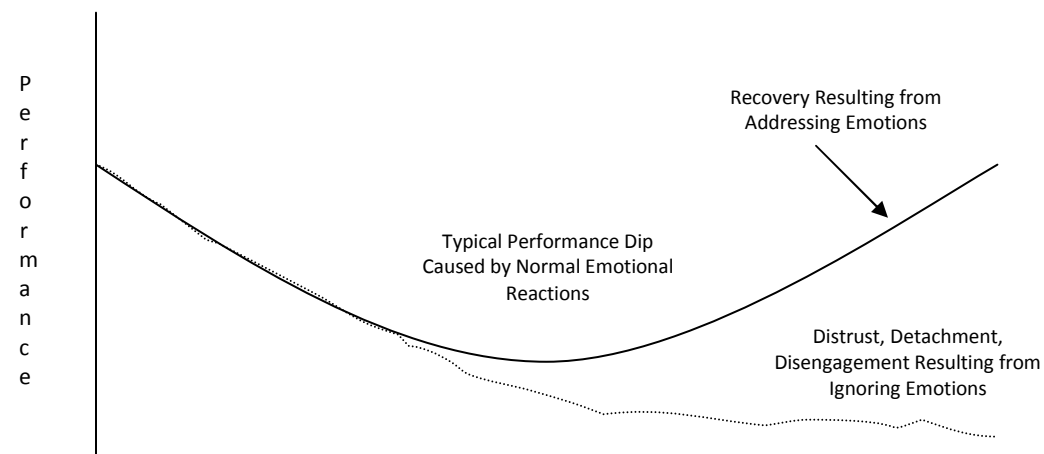 Performance
Recovery Resulting from
Addressing Emotions
Typical Performance Dip
Caused by Normal Emotional
Reactions
Distrust, Detachment,
Disengagement Resulting from
Ignoring Emotions